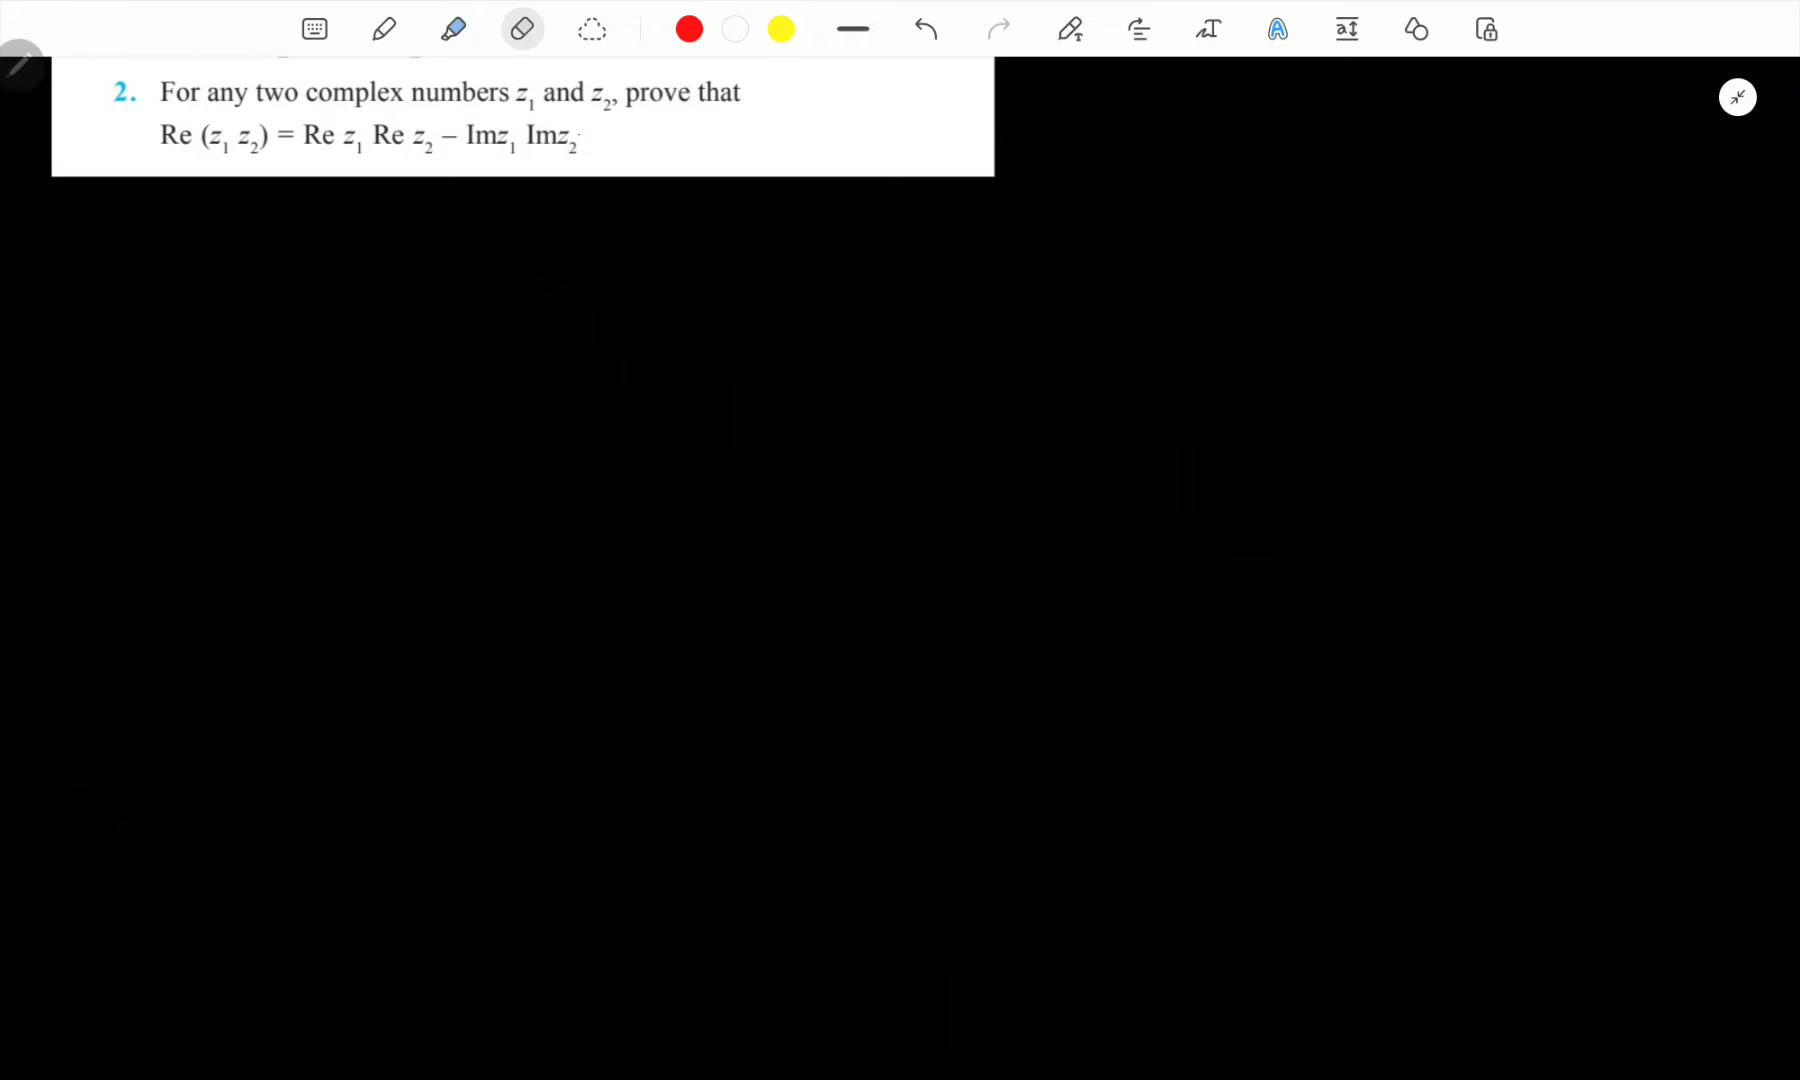 2. For any two complex numbers z₁ and z₂, prove that
Re (z₁ z₂) = Re z₁ Re z₂ – Imz₁ Imz₂